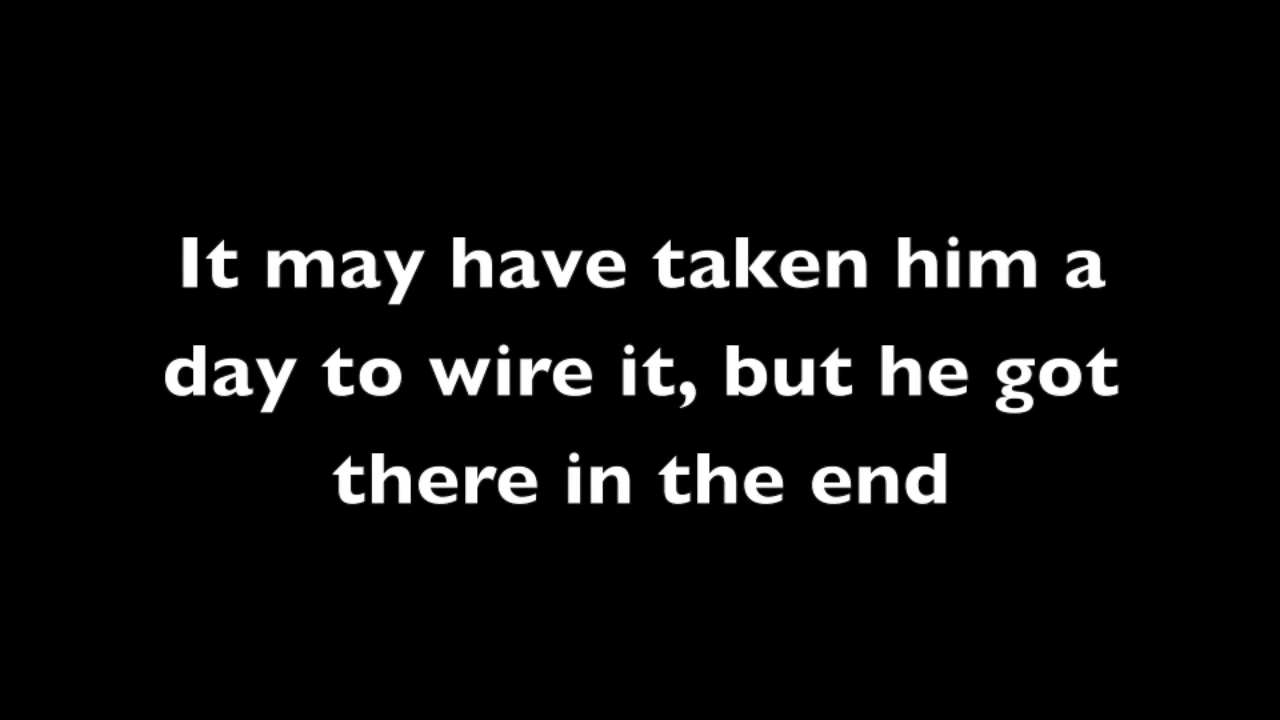 It may have taken him a
day to wire it, but he got
there in the end